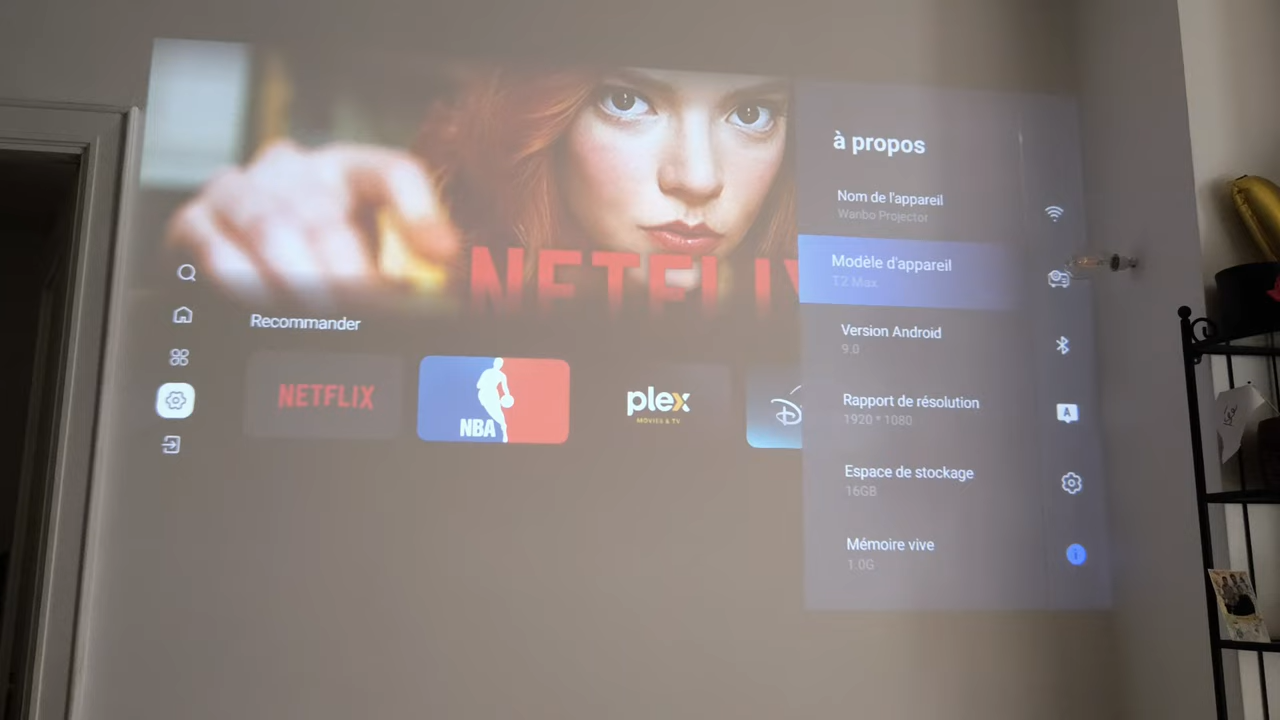 NETFLIX
Recommander
NETFLIX
NBA
plex
MOVIES & TV
D
à propos
Nom de l'appareil
Wanbo Projector
Modèle d'appareil
T2 Max
Version Android
9.0
Rapport de résolution
1920 * 1080
Espace de stockage
16GB
Mémoire vive
1.0G
A